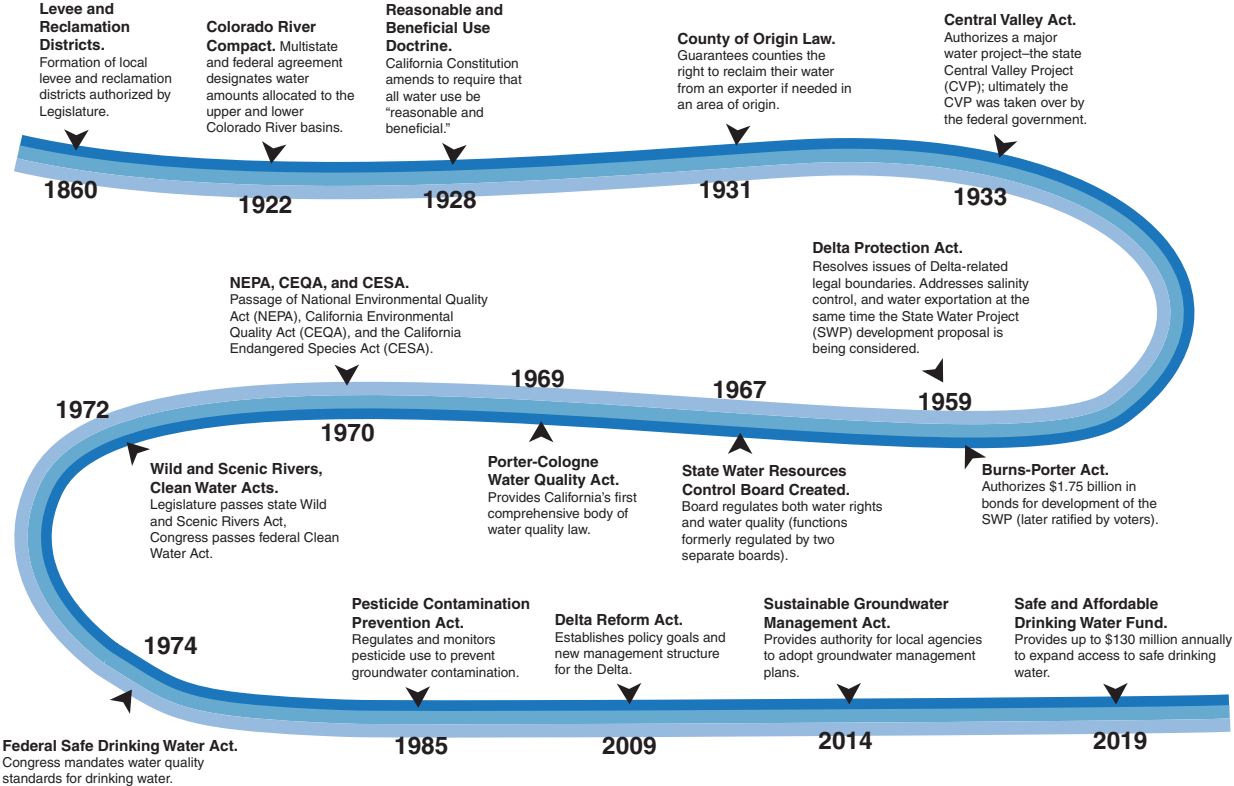 Levee and
Reclamation
Districts.
Formation of local
levee and reclamation
districts authorized by
Legislature.
1860
Colorado River
Compact. Multistate
and federal agreement
designates water
amounts allocated to the
upper and lower
Colorado River basins.
1922
Reasonable and
Beneficial Use
Doctrine.
California Constitution
amends to require that
all water use be
“reasonable and
beneficial.”
1928
County of Origin Law.
Guarantees counties the
right to reclaim their water
from an exporter if needed in
an area of origin.
1931
Central Valley Act.
Authorizes a major
water project–the state
Central Valley Project
(CVP); ultimately the
CVP was taken over by
the federal government.
1933
Delta Protection Act.
Resolves issues of Delta-related
legal boundaries. Addresses salinity
control, and water exportation at the
same time the State Water Project
(SWP) development proposal is
being considered.
1959
Burns-Porter Act.
Authorizes $1.75 billion in
bonds for development of the
SWP (later ratified by voters).
1967
State Water Resources
Control Board Created.
Board regulates both water rights
and water quality (functions
formerly regulated by two
separate boards).
1969
Porter-Cologne
Water Quality Act.
Provides California’s first
comprehensive body of
water quality law.
NEPA, CEQA, and CESA.
Passage of National Environmental Quality
Act (NEPA), California Environmental
Quality Act (CEQA), and the California
Endangered Species Act (CESA).
1970
1972
Wild and Scenic Rivers,
Clean Water Acts.
Legislature passes state Wild
and Scenic Rivers Act,
Congress passes federal Clean
Water Act.
1974
Federal Safe Drinking Water Act.
Congress mandates water quality
standards for drinking water.
Pesticide Contamination
Prevention Act.
Regulates and monitors
pesticide use to prevent
groundwater contamination.
1985
Delta Reform Act.
Establishes policy goals and
new management structure
for the Delta.
2009
Sustainable Groundwater
Management Act.
Provides authority for local agencies
to adopt groundwater management
plans.
2014
Safe and Affordable
Drinking Water Fund.
Provides up to $130 million annually
to expand access to safe drinking
water.
2019